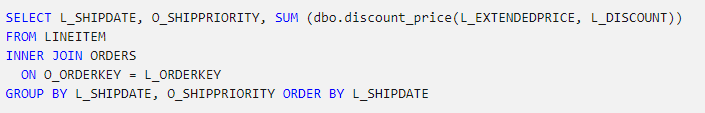 SELECT L_SHIPDATE, O_SHIPPRIORITY, SUM (dbo.discount_price(L_EXTENDEDPRICE, L_DISCOUNT))
FROM LINEITEM
INNER JOIN ORDERS
  ON O_ORDERKEY = L_ORDERKEY
GROUP BY L_SHIPDATE, O_SHIPPRIORITY ORDER BY L_SHIPDATE